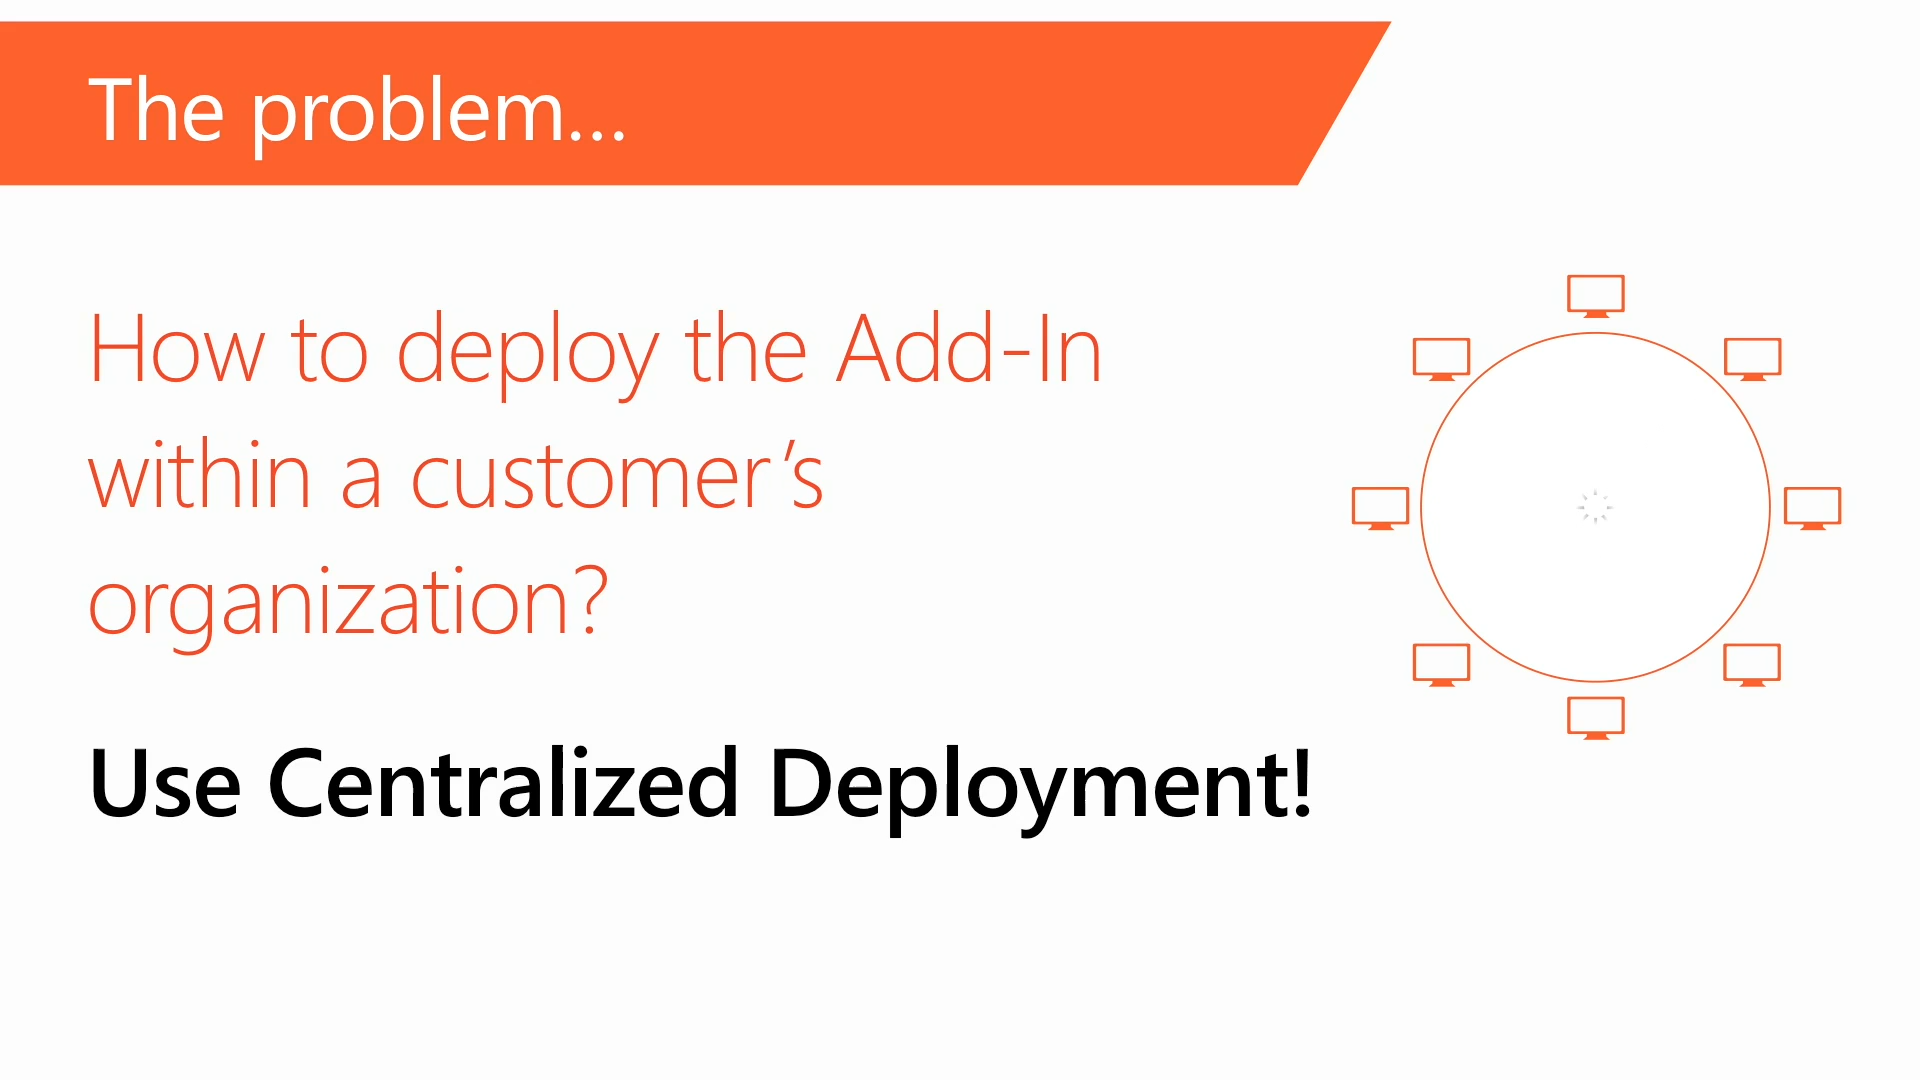 The problem...
How to deploy the Add-In
within a customer’s
organization?
Use Centralized Deployment!